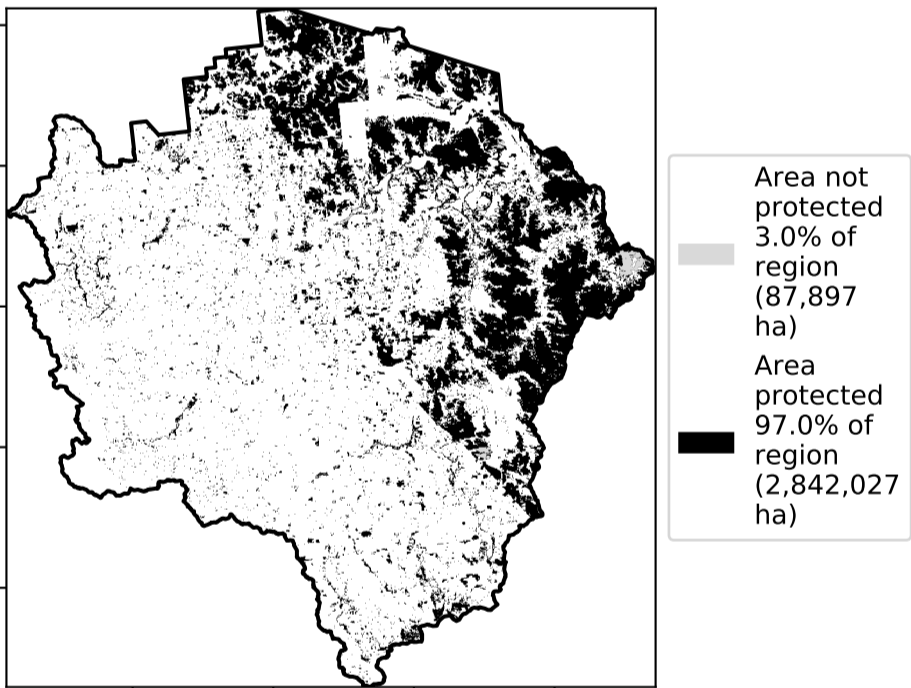 Area not
protected
3.0% of
region
(87,897
ha)
Area
protected
97.0% of
region
(2,842,027
ha)